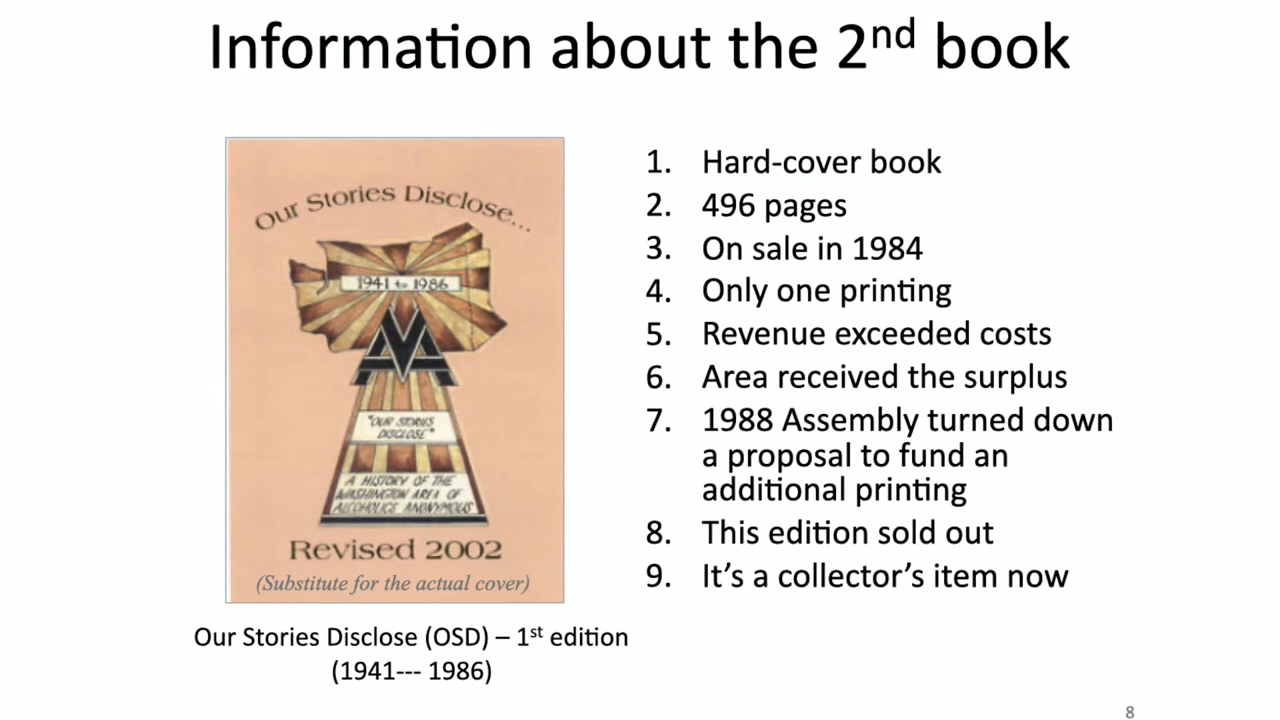 Information about the 2nd book
Our Stories Disclose...
1941 to 1986
"OUR STORIES
DISCLOSE"
A HISTORY OF THE
WASHINGTON AREA OF
ALCOHOLICS ANONYMOUS
Revised 2002
(Substitute for the actual cover)
Our Stories Disclose (OSD) – 1st edition
(1941--- 1986)
1. Hard-cover book
2. 496 pages
3. On sale in 1984
4. Only one printing
5. Revenue exceeded costs
6. Area received the surplus
7. 1988 Assembly turned down
a proposal to fund an
additional printing
8. This edition sold out
9. It's a collector's item now
8